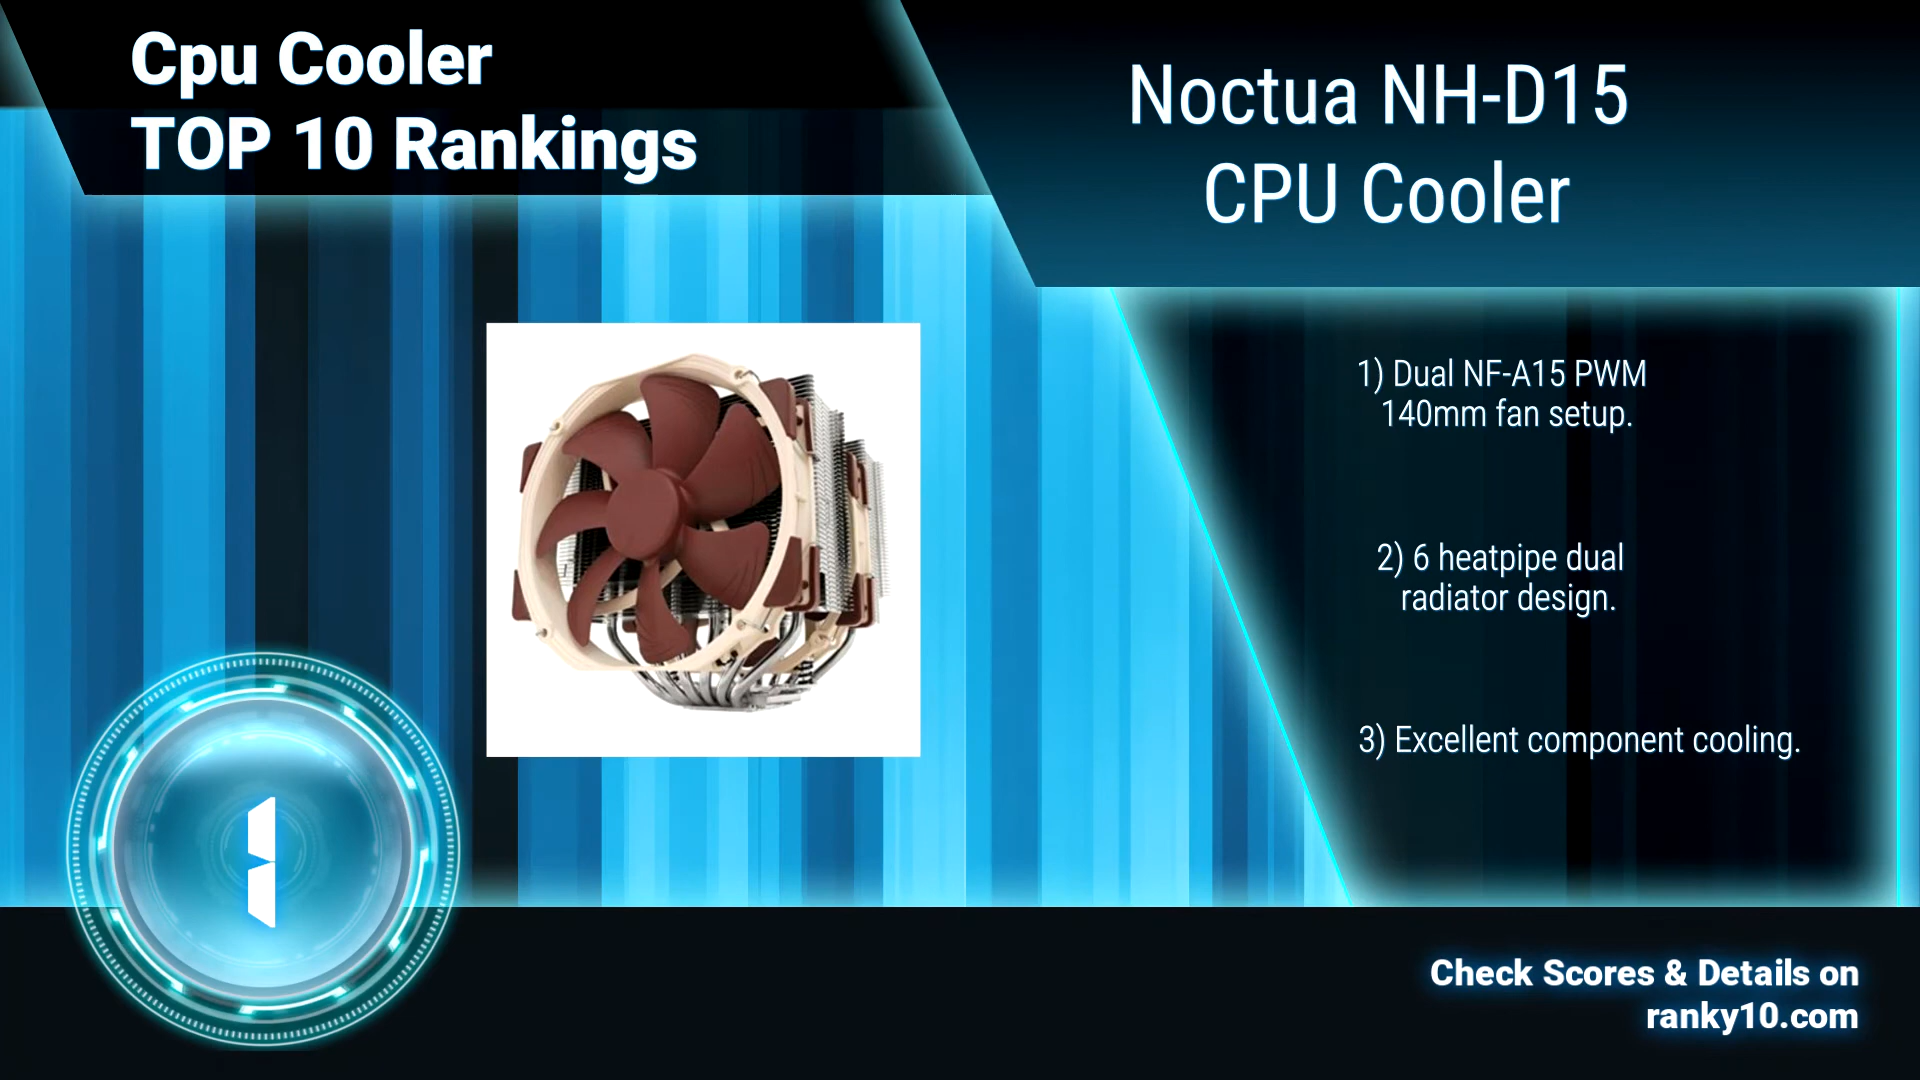 Cpu Cooler
TOP 10 Rankings
Noctua NH-D15
CPU Cooler
1) Dual NF-A15 PWM
140mm fan setup.
2) 6 heatpipe dual
radiator design.
3) Excellent component cooling.
1
Check Scores & Details on
ranky10.com